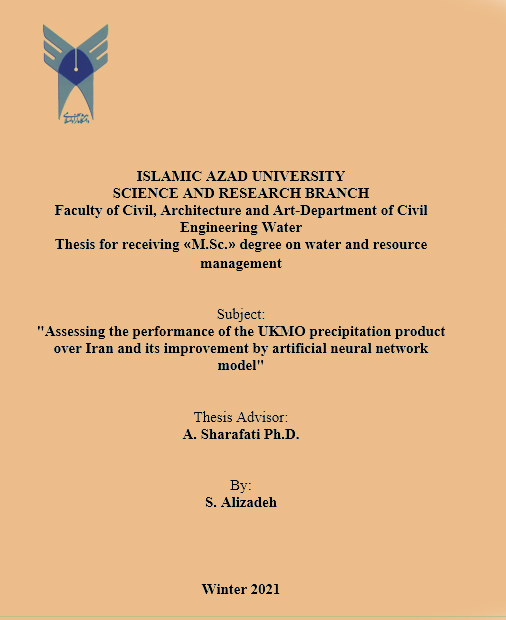 ISLAMIC AZAD UNIVERSITY
SCIENCE AND RESEARCH BRANCH
Faculty of Civil, Architecture and Art-Department of Civil
Engineering Water
Thesis for receiving «M.Sc.» degree on water and resource
management
Subject:
"Assessing the performance of the UKMO precipitation product
over Iran and its improvement by artificial neural network
model"
Thesis Advisor:
A. Sharafati Ph.D.
By:
S. Alizadeh
Winter 2021